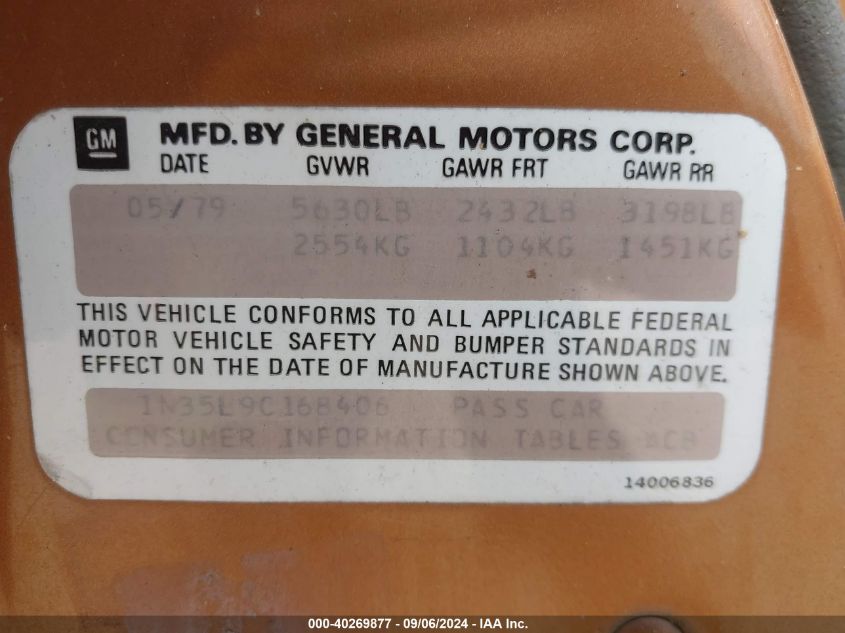 GM MFD. BY GENERAL MOTORS CORP.
DATE GVWR GAWR FRT GAWR RR
05/79 5630LB 2432LB 3198LB
2554KG 1104KG 1451KG
THIS VEHICLE CONFORMS TO ALL APPLICABLE FEDERAL
MOTOR VEHICLE SAFETY AND BUMPER STANDARDS IN
EFFECT ON THE DATE OF MANUFACTURE SHOWN ABOVE.
1N35L9C168406 PASS CAR
CONSUMER INFORMATION TABLES ACB
14006836
000-40269877 - 09/06/2024 - IAA Inc.